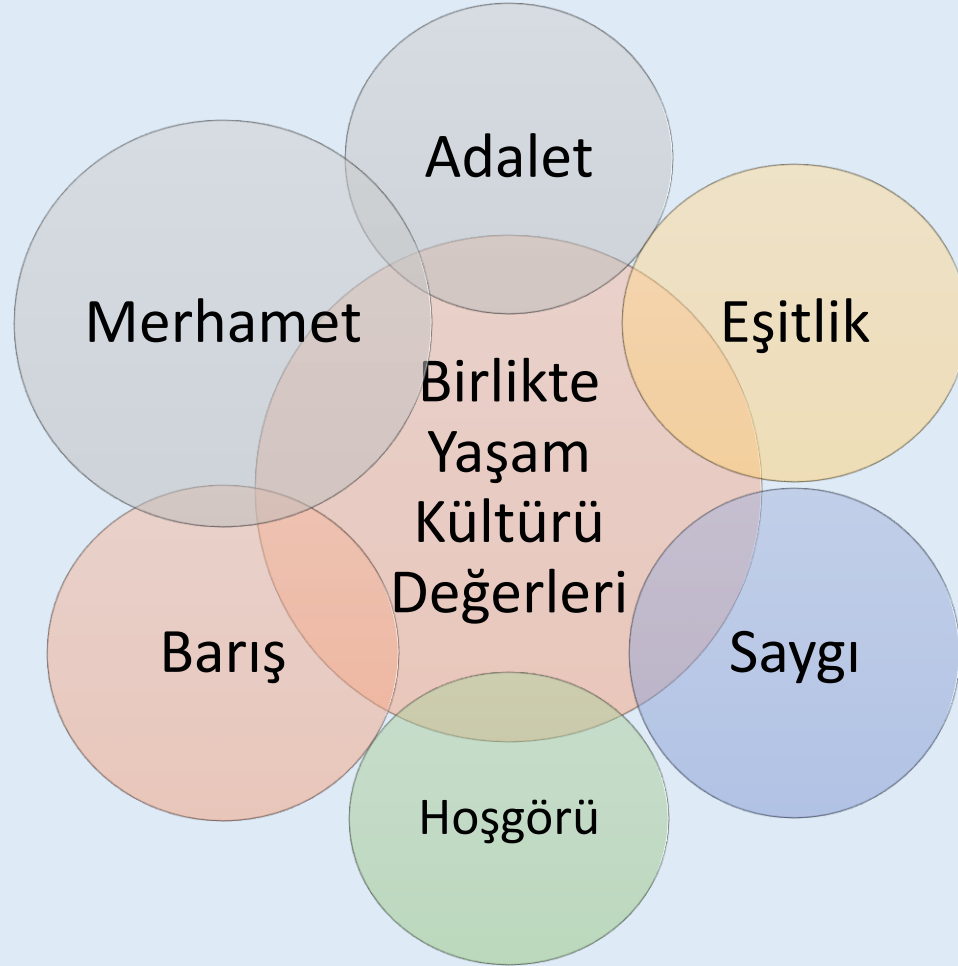 Adalet
Merhamet
Eşitlik
Birlikte
Yaşam
Kültürü
Değerleri
Barış
Saygı
Hoşgörü